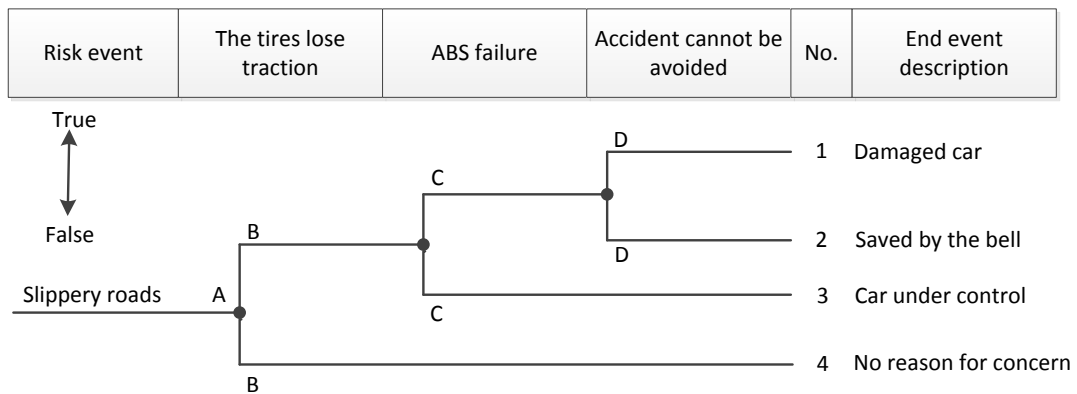 Risk event
The tires lose
traction
ABS failure
Accident cannot be
avoided
No.
End event
description
True
False
Slippery roads
A
B
B
C
C
D
D
1 Damaged car
2 Saved by the bell
3 Car under control
4 No reason for concern